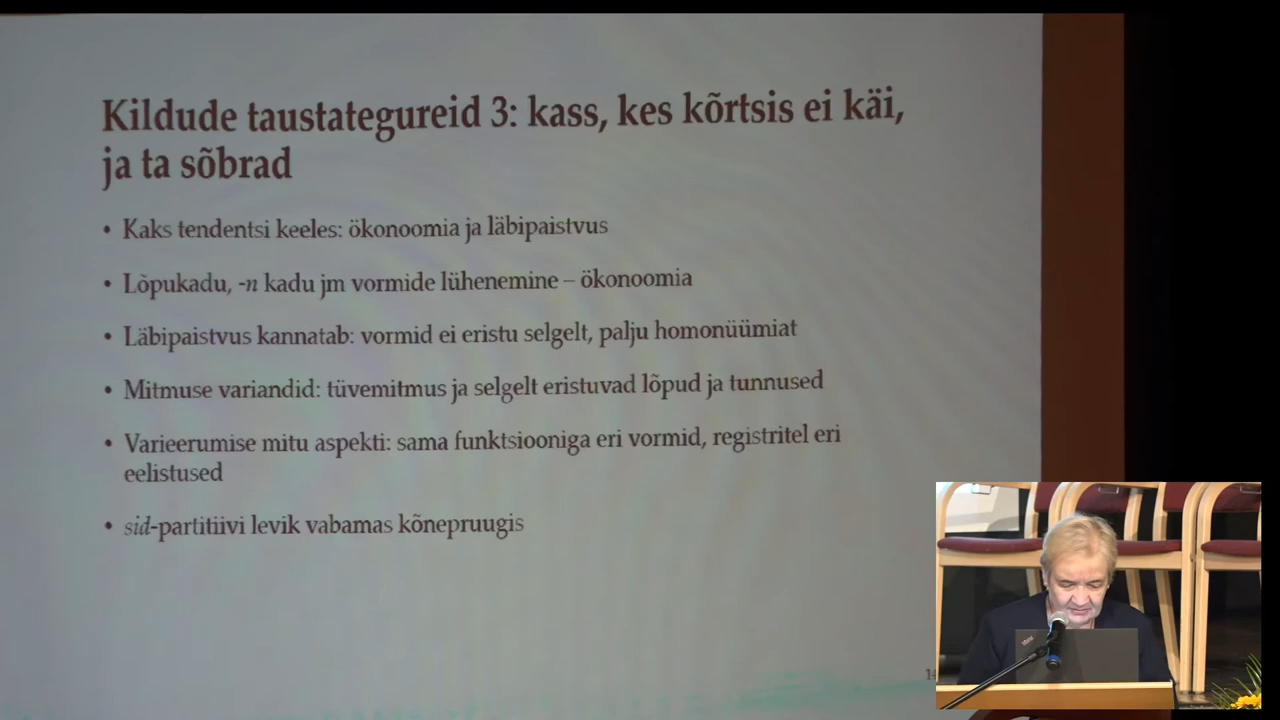 Kildude taustategureid 3: kass, kes kõrtsis ei käi,
ja ta sõbrad
• Kaks tendentsi keeles: ökonoomia ja läbipaistvus
• Lõpukadu, -n kadu jm vormide lühenemine – ökonoomia
• Läbipaistvus kannatab: vormid ei eristu selgelt, palju homonüümiat
• Mitmuse variandid: tüvemitmus ja selgelt eristuvad lõpud ja tunnused
• Varieerumise mitu aspekti: sama funktsiooniga eri vormid, registritel eri
eelistused
• sid-partitiivi levik vabamas kõnepruugis